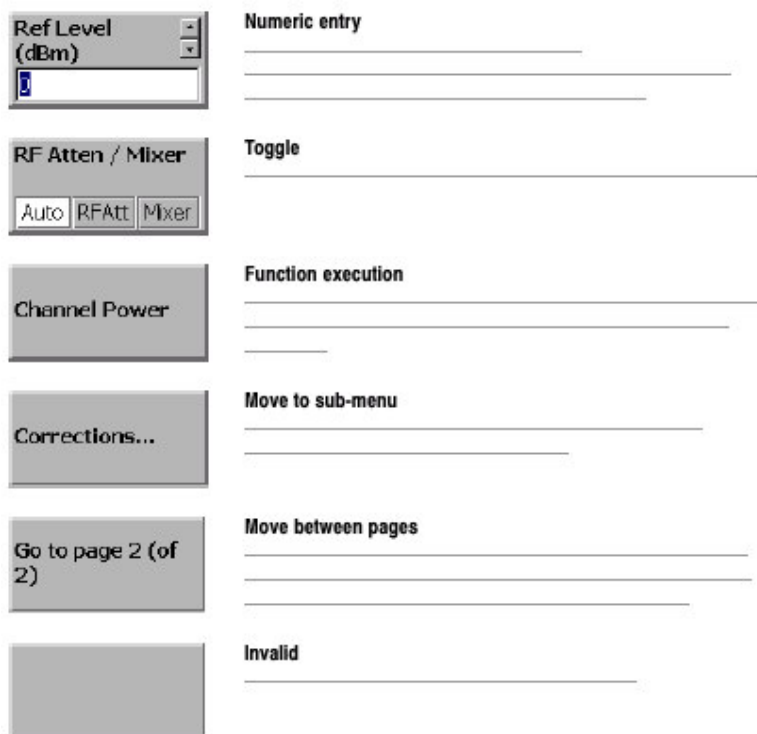 Ref Level
(dBm)
0
Numeric entry
RF Atten / Mixer
Auto RFAtt Mixer
Toggle
Channel Power
Function execution
Corrections...
Move to sub-menu
Go to page 2 (of
2)
Move between pages
Invalid